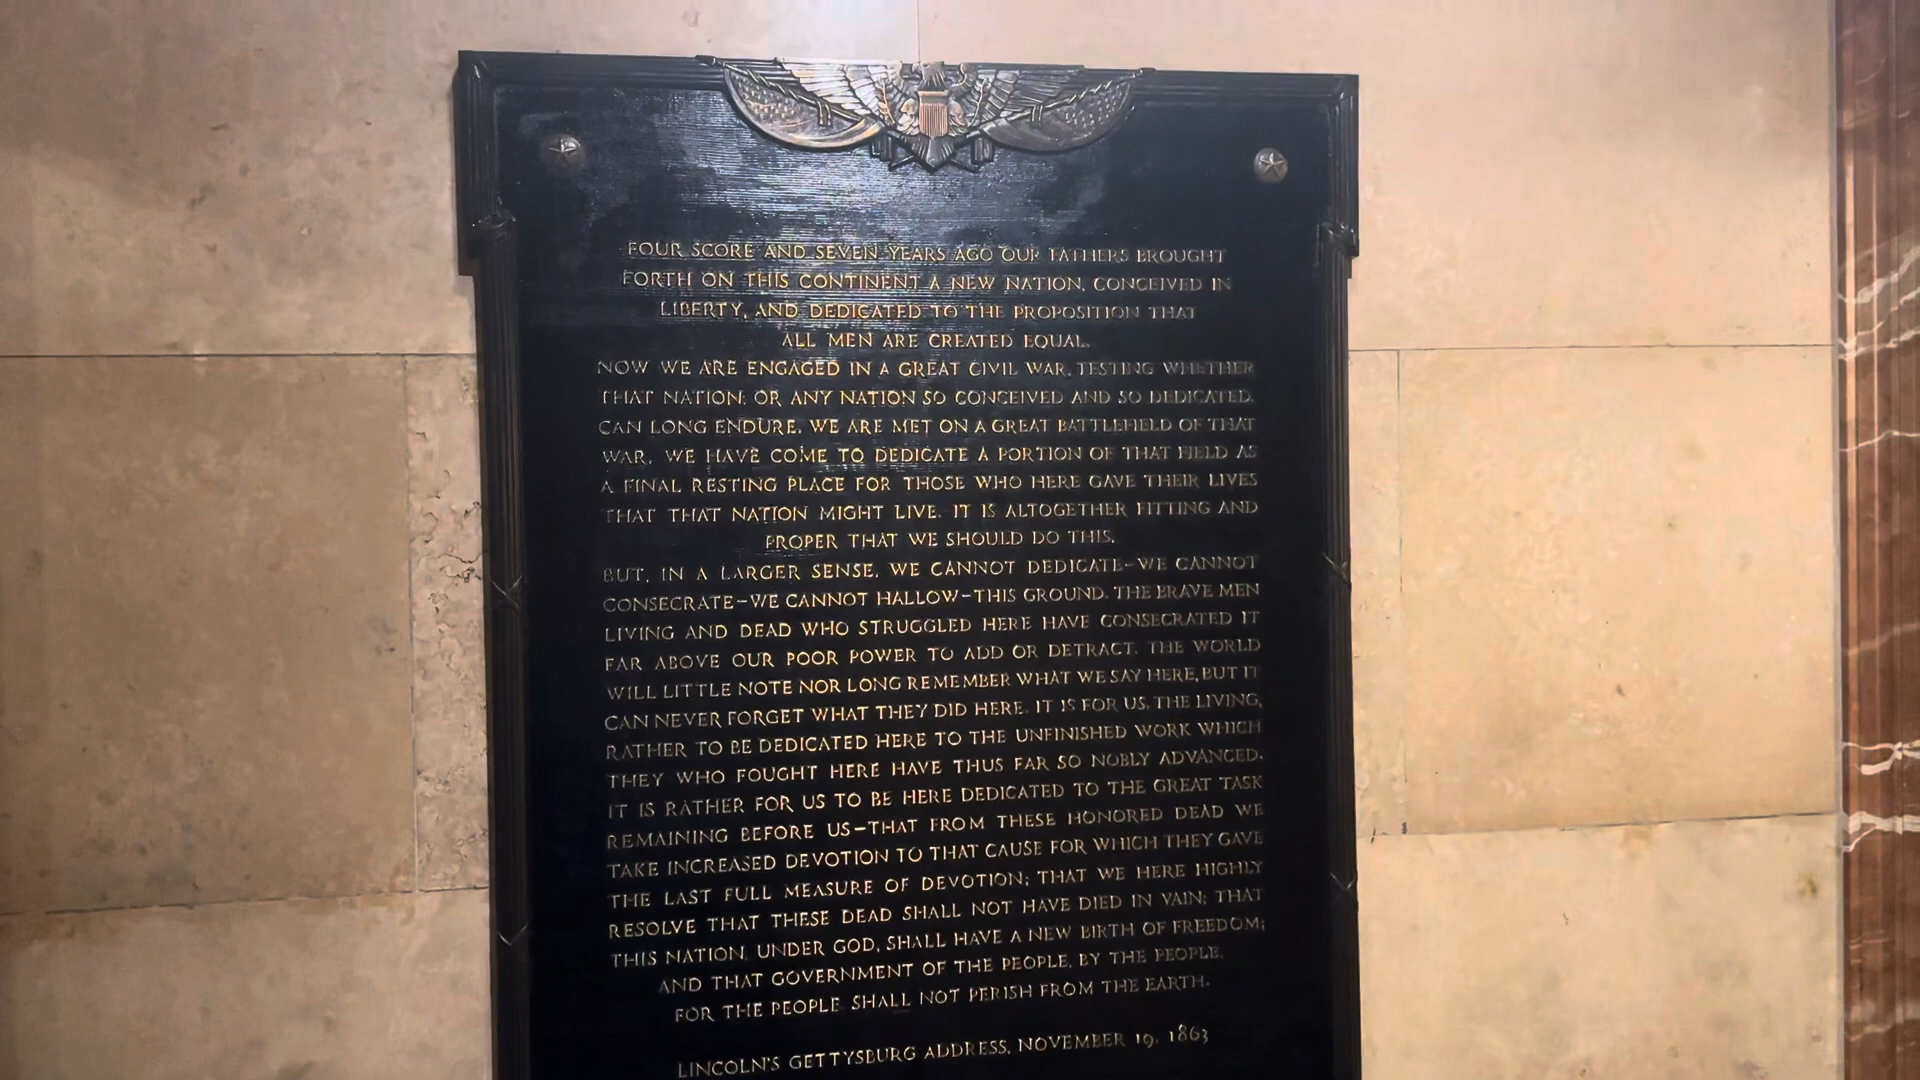 FOUR SCORE AND SEVEN YEARS AGO OUR FATHERS BROUGHT
FORTH ON THIS CONTINENT A NEW NATION, CONCEIVED IN
LIBERTY, AND DEDICATED TO THE PROPOSITION THAT
ALL MEN ARE CREATED EQUAL.
NOW WE ARE ENGAGED IN A GREAT CIVIL WAR, TESTING WHETHER
THAT NATION, OR ANY NATION SO CONCEIVED AND SO DEDICATED,
CAN LONG ENDURE. WE ARE MET ON A GREAT BATTLEFIELD OF THAT
WAR. WE HAVE COME TO DEDICATE A PORTION OF THAT FIELD AS
A FINAL RESTING PLACE FOR THOSE WHO HERE GAVE THEIR LIVES
THAT THAT NATION MIGHT LIVE. IT IS ALTOGETHER FITTING AND
PROPER THAT WE SHOULD DO THIS.
BUT, IN A LARGER SENSE, WE CANNOT DEDICATE–WE CANNOT
CONSECRATE–WE CANNOT HALLOW–THIS GROUND. THE BRAVE MEN
LIVING AND DEAD WHO STRUGGLED HERE HAVE CONSECRATED IT
FAR ABOVE OUR POOR POWER TO ADD OR DETRACT. THE WORLD
WILL LITTLE NOTE NOR LONG REMEMBER WHAT WE SAY HERE, BUT IT
CAN NEVER FORGET WHAT THEY DID HERE. IT IS FOR US, THE LIVING,
RATHER TO BE DEDICATED HERE TO THE UNFINISHED WORK WHICH
THEY WHO FOUGHT HERE HAVE THUS FAR SO NOBLY ADVANCED.
IT IS RATHER FOR US TO BE HERE DEDICATED TO THE GREAT TASK
REMAINING BEFORE US–THAT FROM THESE HONORED DEAD WE
TAKE INCREASED DEVOTION TO THAT CAUSE FOR WHICH THEY GAVE
THE LAST FULL MEASURE OF DEVOTION; THAT WE HERE HIGHLY
RESOLVE THAT THESE DEAD SHALL NOT HAVE DIED IN VAIN; THAT
THIS NATION, UNDER GOD, SHALL HAVE A NEW BIRTH OF FREEDOM;
AND THAT GOVERNMENT OF THE PEOPLE, BY THE PEOPLE,
FOR THE PEOPLE SHALL NOT PERISH FROM THE EARTH.
LINCOLN'S GETTYSBURG ADDRESS, NOVEMBER 19, 1863